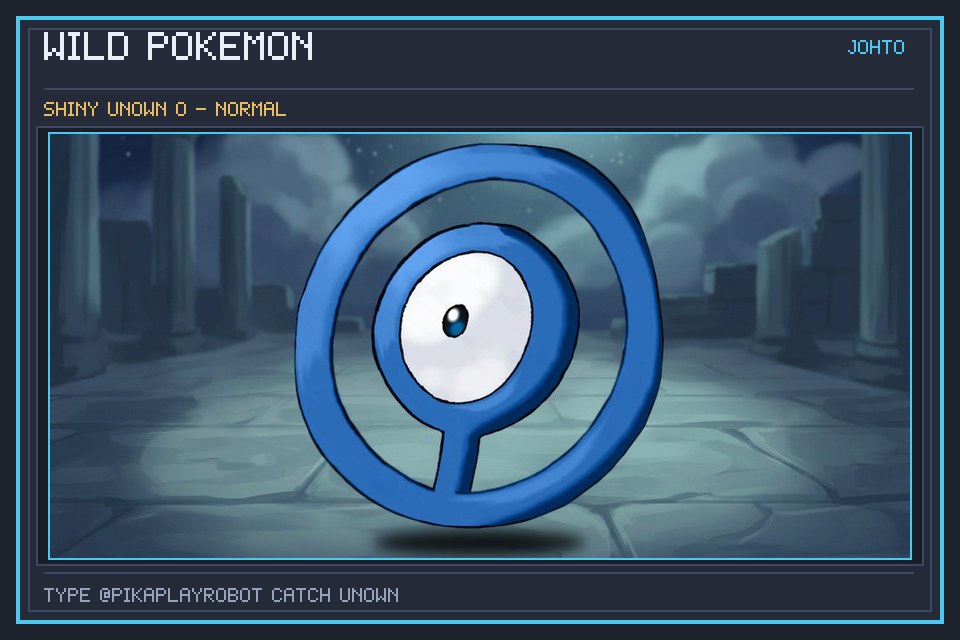 WILD POKEMON
JOHTO
SHINY UNOWN O - NORMAL
TYPE @PIKAPLAYROBOT CATCH UNOWN